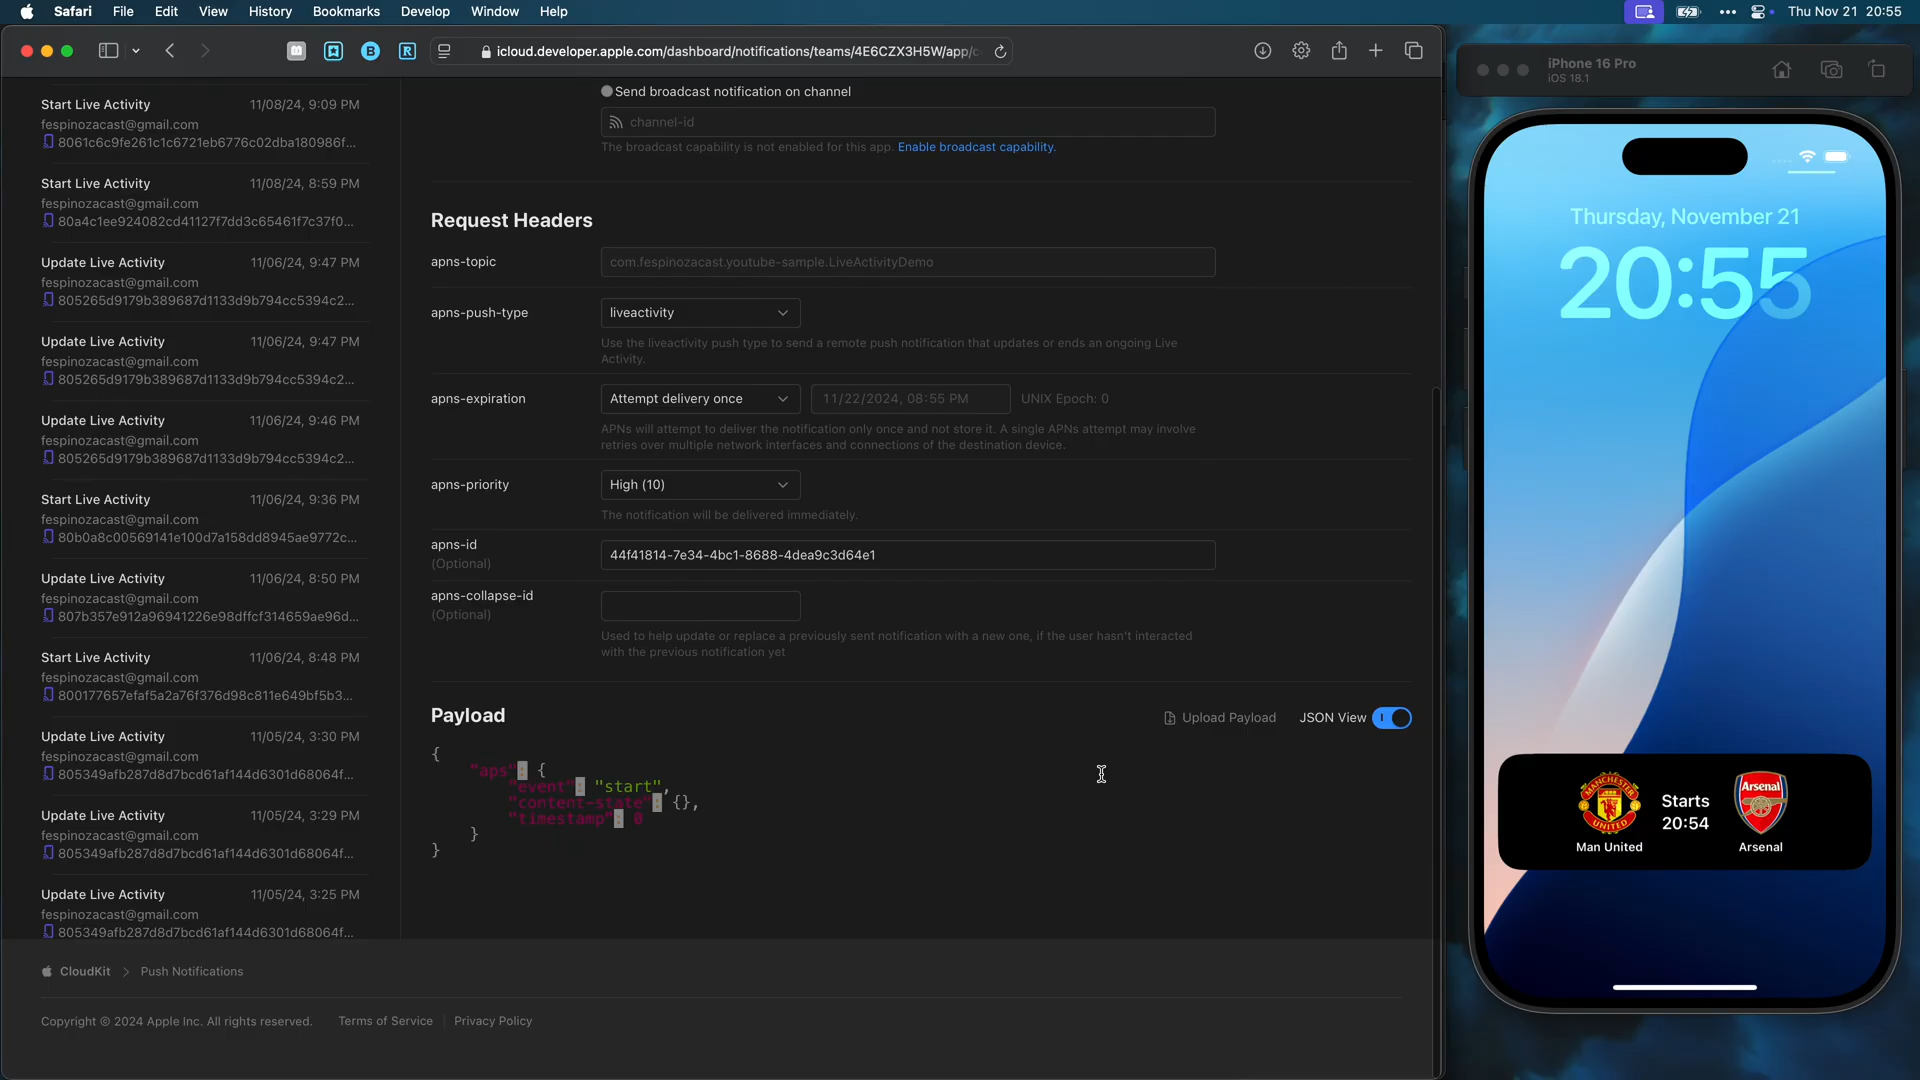 Safari File Edit View History Bookmarks Develop Window Help
Thu Nov 21 20:55
icloud.developer.apple.com/dashboard/notifications/teams/4E6CZX3H5W/app/
Start Live Activity 11/08/24, 9:09 PM
fespinozacast@gmail.com
8061c6c9fe261c1c6721eb6776c02dba180986f...
Start Live Activity 11/08/24, 8:59 PM
fespinozacast@gmail.com
80a4c1ee924082cd41127f7dd3c65461f7c37f0...
Update Live Activity 11/06/24, 9:47 PM
fespinozacast@gmail.com
805265d9179b389687d1133d9b794cc5394c2...
Update Live Activity 11/06/24, 9:47 PM
fespinozacast@gmail.com
805265d9179b389687d1133d9b794cc5394c2...
Update Live Activity 11/06/24, 9:46 PM
fespinozacast@gmail.com
805265d9179b389687d1133d9b794cc5394c2...
Start Live Activity 11/06/24, 9:36 PM
fespinozacast@gmail.com
80b0a8c00569141e100d7a158dd8945ae9772c...
Update Live Activity 11/06/24, 8:50 PM
fespinozacast@gmail.com
807b357e912a96941226e98dffcf314659ae96d...
Start Live Activity 11/06/24, 8:48 PM
fespinozacast@gmail.com
800177657efaf5a2a76f376d98c811e649bf5b3...
Update Live Activity 11/05/24, 3:30 PM
fespinozacast@gmail.com
805349afb287d8d7bcd61af144d6301d68064f...
Update Live Activity 11/05/24, 3:29 PM
fespinozacast@gmail.com
805349afb287d8d7bcd61af144d6301d68064f...
Update Live Activity 11/05/24, 3:25 PM
fespinozacast@gmail.com
805349afb287d8d7bcd61af144d6301d68064f...
Send broadcast notification on channel
channel-id
The broadcast capability is not enabled for this app. Enable broadcast capability.
Request Headers
apns-topic com.fespinozacast.youtube-sample.LiveActivityDemo
apns-push-type liveactivity
Use the liveactivity push type to send a remote push notification that updates or ends an ongoing Live
Activity.
apns-expiration Attempt delivery once 11/22/2024, 08:55 PM UNIX Epoch: 0
APNs will attempt to deliver the notification only once and not store it. A single APNs attempt may involve
retries over multiple network interfaces and connections of the destination device.
apns-priority High (10)
The notification will be delivered immediately.
apns-id 44f41814-7e34-4bc1-8688-4dea9c3d64e1
(Optional)
apns-collapse-id
(Optional)
Used to help update or replace a previously sent notification with a new one, if the user hasn't interacted
with the previous notification yet
Payload Upload Payload JSON View
{
"aps": {
"event": "start",
"content-state": {},
"timestamp": 0
}
}
CloudKit > Push Notifications
Copyright © 2024 Apple Inc. All rights reserved. Terms of Service Privacy Policy
iPhone 16 Pro
iOS 18.1
Thursday, November 21
20:55
Starts
20:54
Man United
Arsenal
MANCHESTER
UNITED
Arsenal